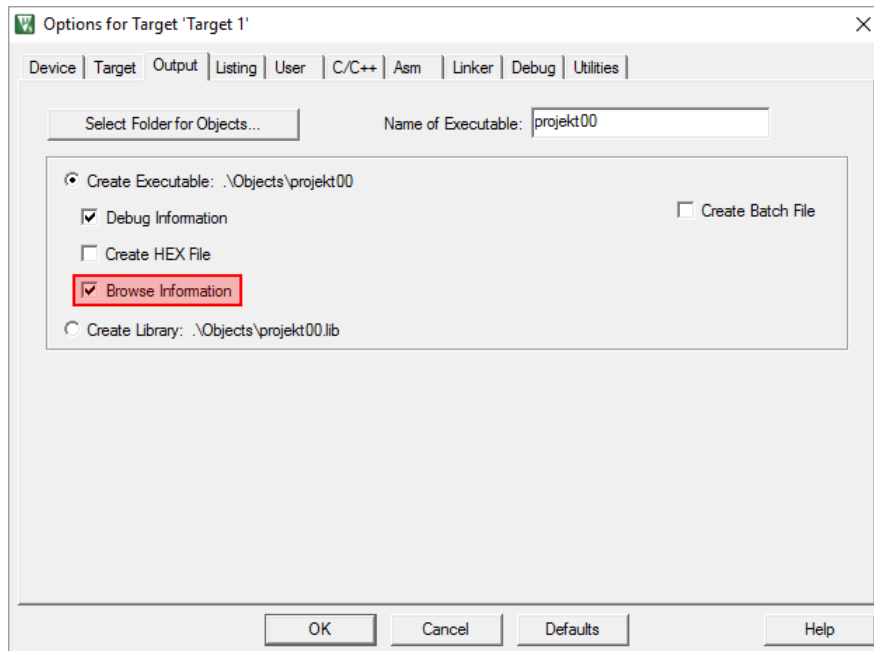 Options for Target 'Target 1'
Device Target Output Listing User C/C++ Asm Linker Debug Utilities
Select Folder for Objects... Name of Executable: projekt00
Create Executable: .\Objects\projekt00
Debug Information Create Batch File
Create HEX File
Browse Information
Create Library: .\Objects\projekt00.lib
OK Cancel Defaults Help